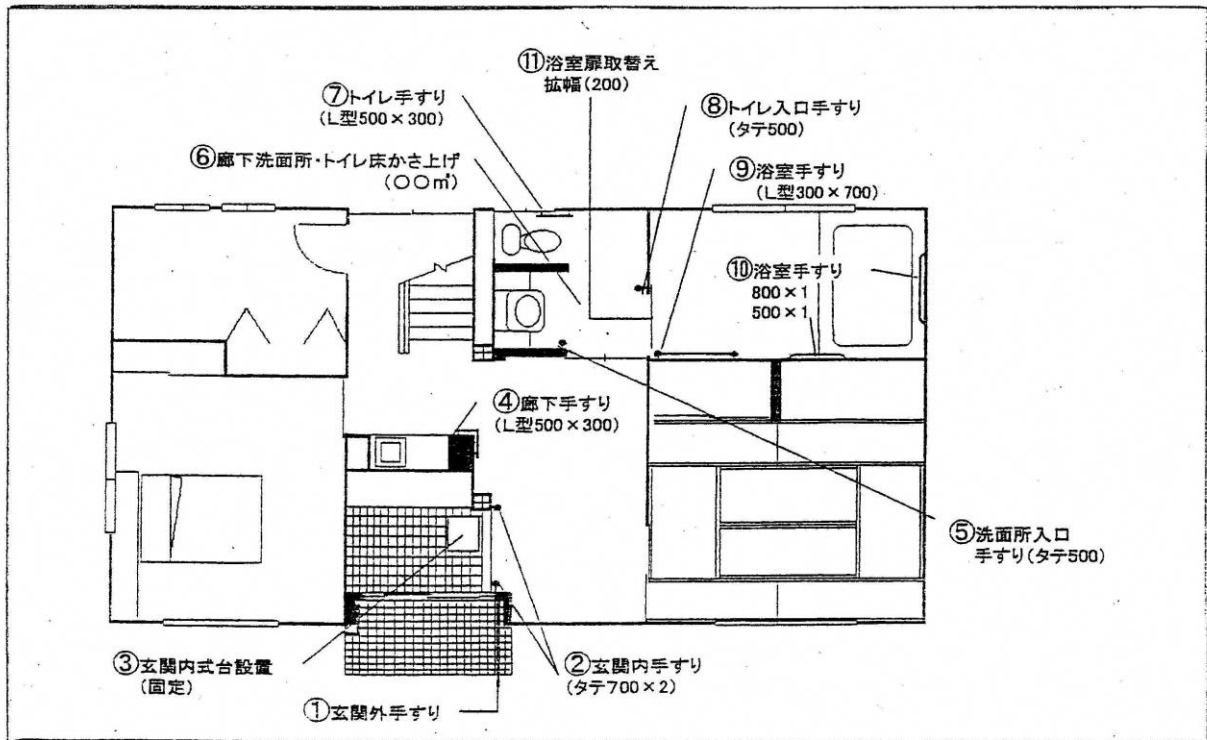 ⑪浴室扉取替え
拡幅(200)
⑦トイレ手すり
(L型500×300)
⑧トイレ入口手すり
(タテ500)
⑥廊下洗面所・トイレ床かさ上げ
(〇〇㎡)
⑨浴室手すり
(L型300×700)
⑩浴室手すり
800×1
500×1
④廊下手すり
(L型500×300)
⑤洗面所入口
手すり(タテ500)
③玄関内式台設置
(固定)
②玄関内手すり
(タテ700×2)
①玄関外手すり